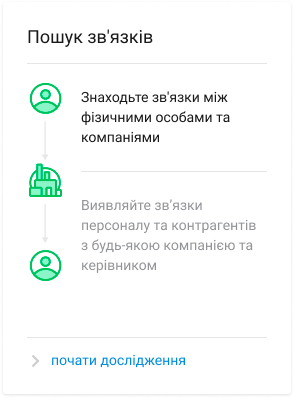 Пошук зв'язків
Знаходьте зв'язки між
фізичними особами та
компаніями
Виявляйте зв'язки
персоналу та контрагентів
з будь-якою компанією та
керівником
почати дослідження